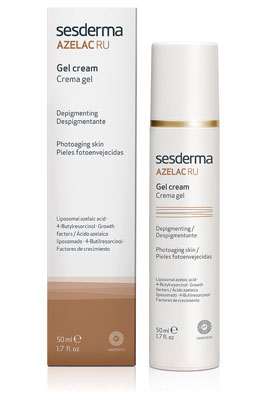 sesderma
AZELAC RU
Gel cream
Crema gel
Depigmenting
Despigmentante
Photoaging skin
Pieles fotoenvejecidas
Liposomal azelaic acid·
4-Butylresorcinol· Growth
factors / Ácido azelaico
liposomado· 4-Butilresorcinol·
Factores de crecimiento
50 ml ℮
1.7 fl.oz
NANOTECH
sesderma
AZELAC RU
Gel cream
Crema gel
Depigmenting /
Despigmentante
Photoaging skin /
Pieles fotoenvejecidas
Liposomal azelaic acid·
4-Butylresorcinol· Growth
factors / Ácido azelaico
liposomado· 4-Butilresorcinol·
Factores de crecimiento
50 ml ℮
1.7 fl.oz
NANOTECH